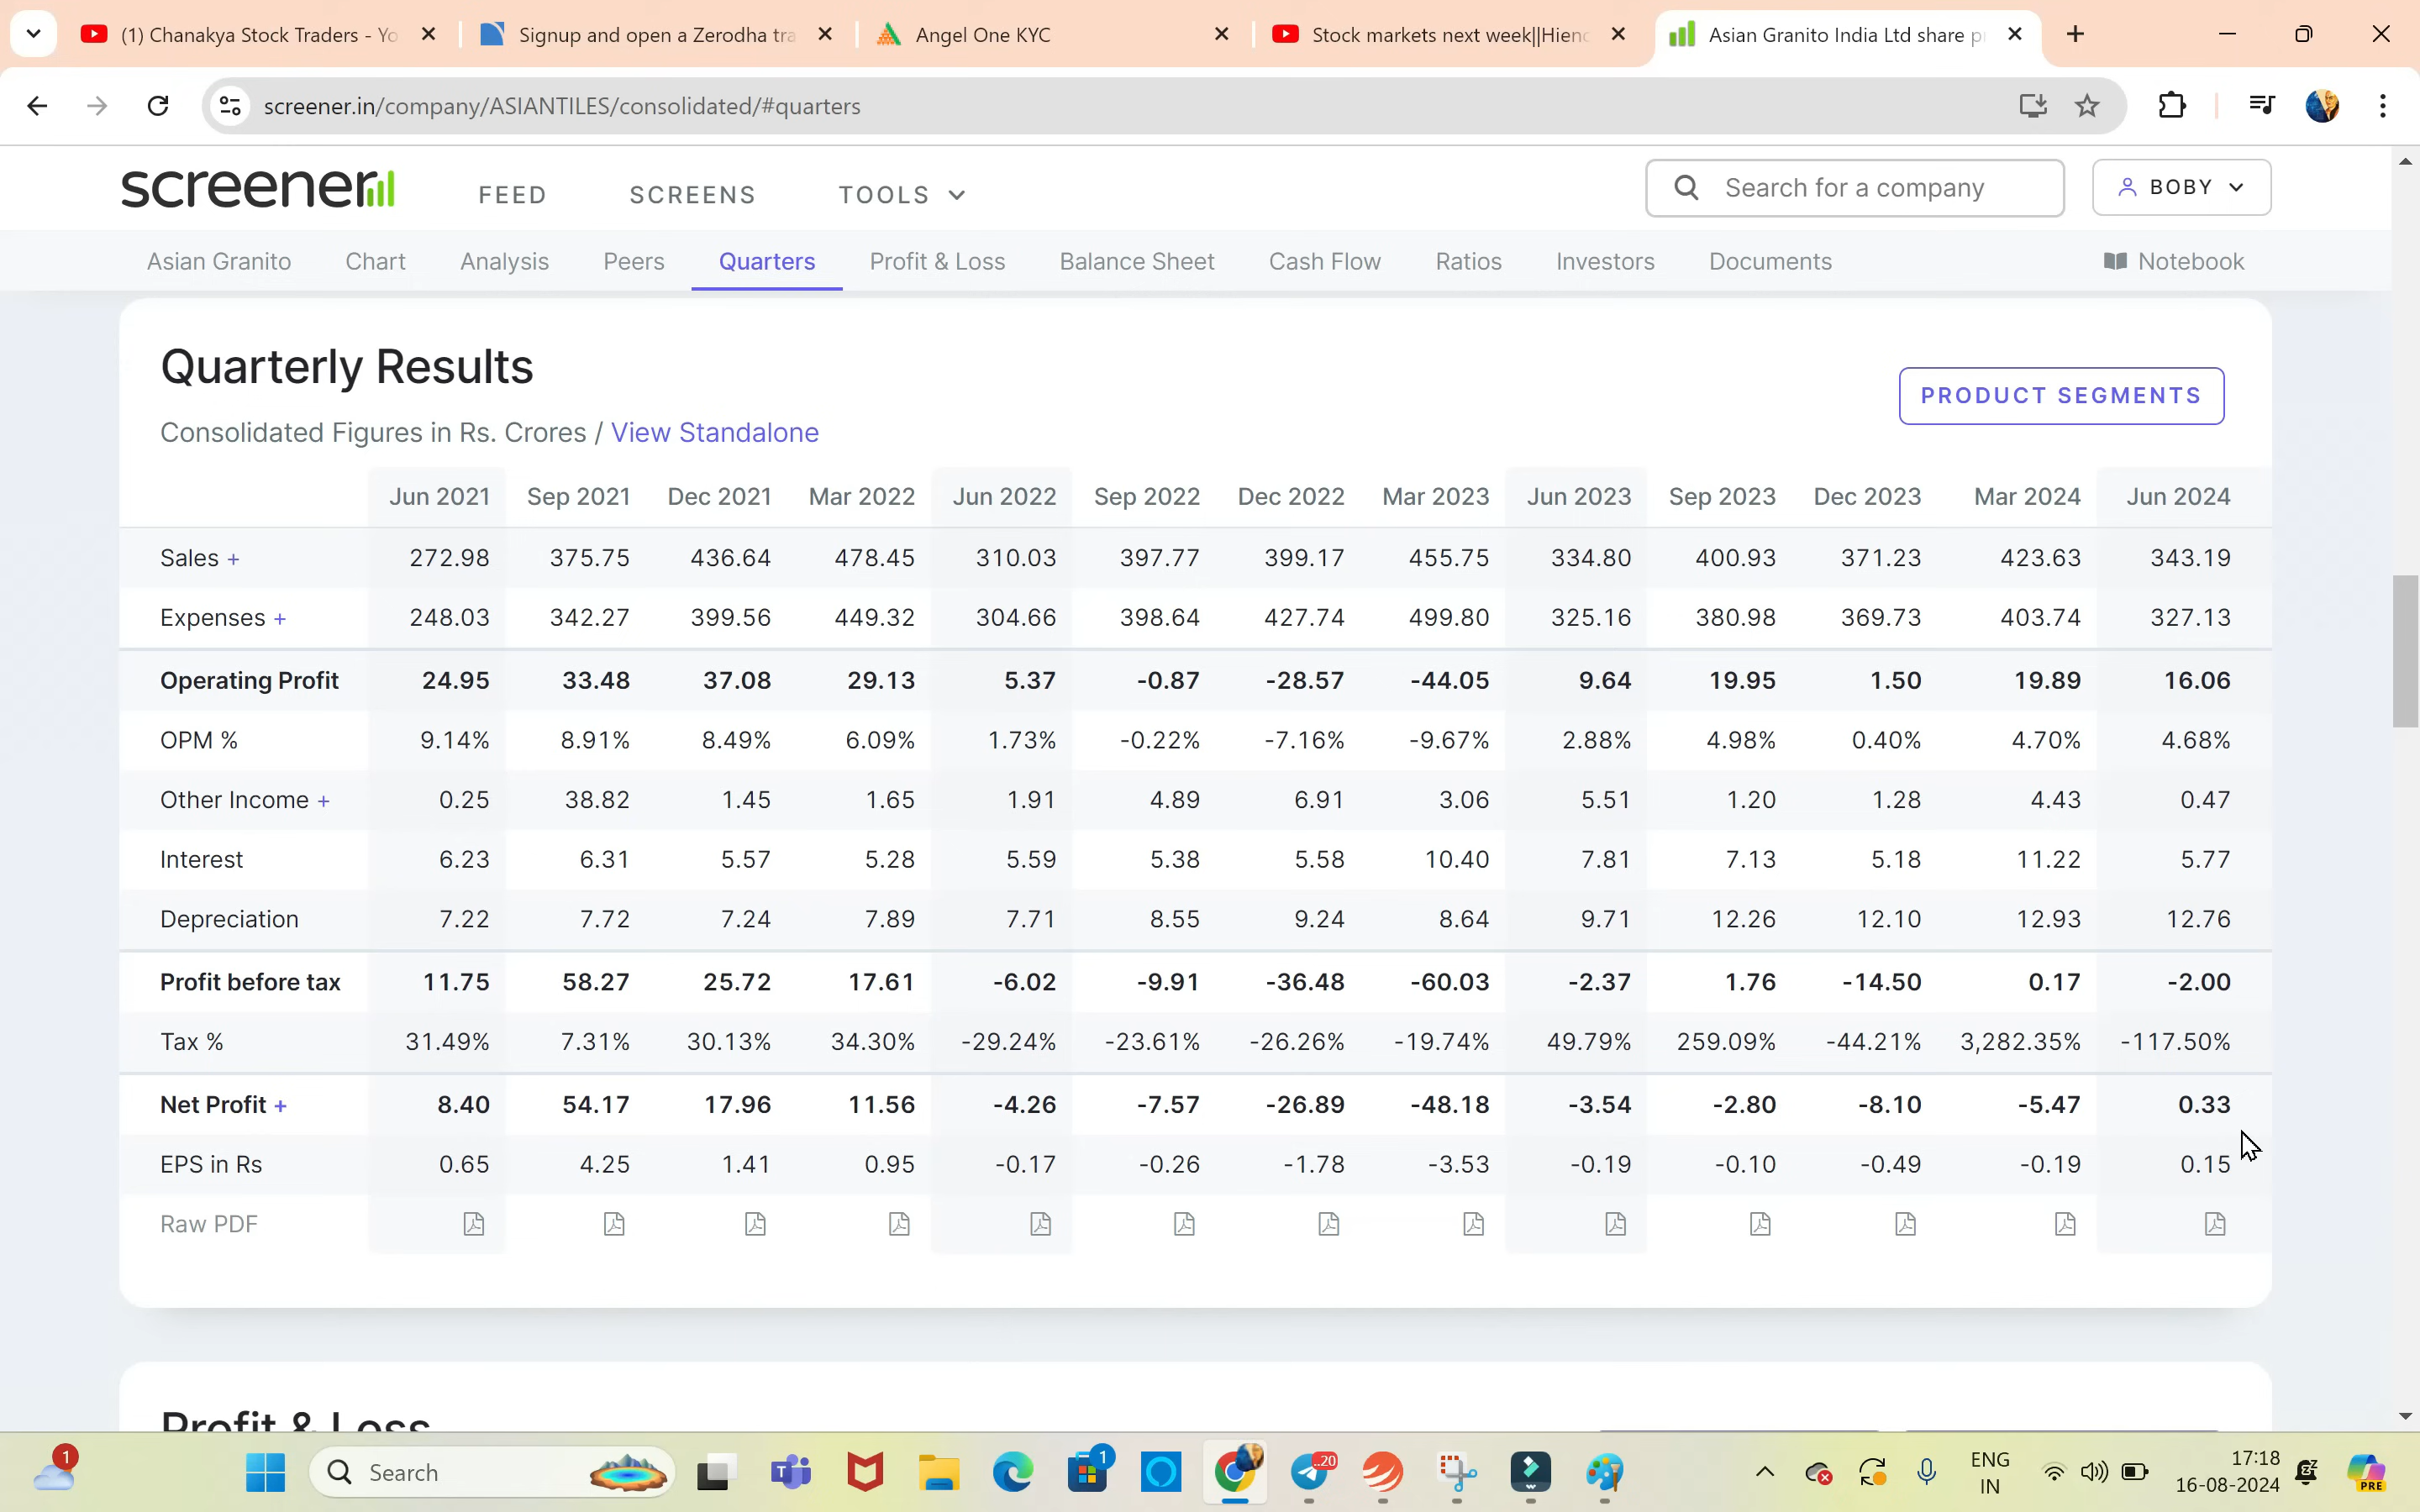 (1) Chanakya Stock Traders - Yo
Signup and open a Zerodha tra
Angel One KYC
Stock markets next week||Hien
Asian Granito India Ltd share p
screener.in/company/ASIANTILES/consolidated/#quarters
screener FEED SCREENS TOOLS Search for a company BOBY
Asian Granito Chart Analysis Peers Quarters Profit & Loss Balance Sheet Cash Flow Ratios Investors Documents Notebook
Quarterly Results
PRODUCT SEGMENTS
Consolidated Figures in Rs. Crores / View Standalone
Jun 2021 Sep 2021 Dec 2021 Mar 2022 Jun 2022 Sep 2022 Dec 2022 Mar 2023 Jun 2023 Sep 2023 Dec 2023 Mar 2024 Jun 2024
Sales + 272.98 375.75 436.64 478.45 310.03 397.77 399.17 455.75 334.80 400.93 371.23 423.63 343.19
Expenses + 248.03 342.27 399.56 449.32 304.66 398.64 427.74 499.80 325.16 380.98 369.73 403.74 327.13
Operating Profit 24.95 33.48 37.08 29.13 5.37 -0.87 -28.57 -44.05 9.64 19.95 1.50 19.89 16.06
OPM % 9.14% 8.91% 8.49% 6.09% 1.73% -0.22% -7.16% -9.67% 2.88% 4.98% 0.40% 4.70% 4.68%
Other Income + 0.25 38.82 1.45 1.65 1.91 4.89 6.91 3.06 5.51 1.20 1.28 4.43 0.47
Interest 6.23 6.31 5.57 5.28 5.59 5.38 5.58 10.40 7.81 7.13 5.18 11.22 5.77
Depreciation 7.22 7.72 7.24 7.89 7.71 8.55 9.24 8.64 9.71 12.26 12.10 12.93 12.76
Profit before tax 11.75 58.27 25.72 17.61 -6.02 -9.91 -36.48 -60.03 -2.37 1.76 -14.50 0.17 -2.00
Tax % 31.49% 7.31% 30.13% 34.30% -29.24% -23.61% -26.26% -19.74% 49.79% 259.09% -44.21% 3,282.35% -117.50%
Net Profit + 8.40 54.17 17.96 11.56 -4.26 -7.57 -26.89 -48.18 -3.54 -2.80 -8.10 -5.47 0.33
EPS in Rs 0.65 4.25 1.41 0.95 -0.17 -0.26 -1.78 -3.53 -0.19 -0.10 -0.49 -0.19 0.15
Raw PDF
Profit & Loss
1
Search
1
20
ENG
IN
17:18
16-08-2024
PRE